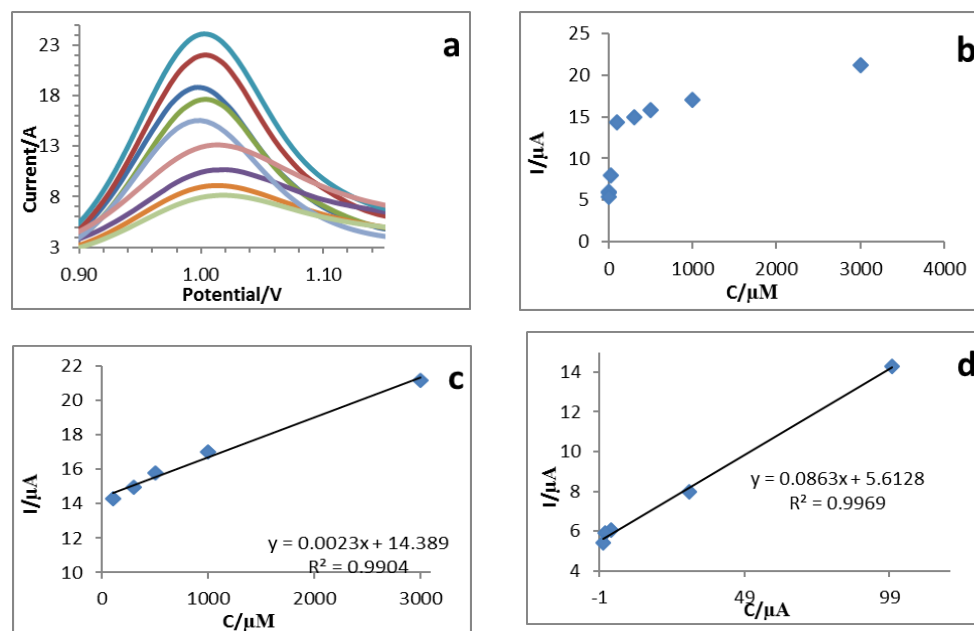 a
23
18
13
8
3
Current/A
0.90
1.00
1.10
Potential/V
b
25
20
15
10
5
0
I/µA
0
1000
2000
3000
4000
C/µM
c
22
20
18
16
14
12
10
I/µA
y = 0.0023x + 14.389
R² = 0.9904
0
1000
2000
3000
C/µM
d
14
12
10
8
6
4
I/µA
y = 0.0863x + 5.6128
R² = 0.9969
-1
49
99
C/µA